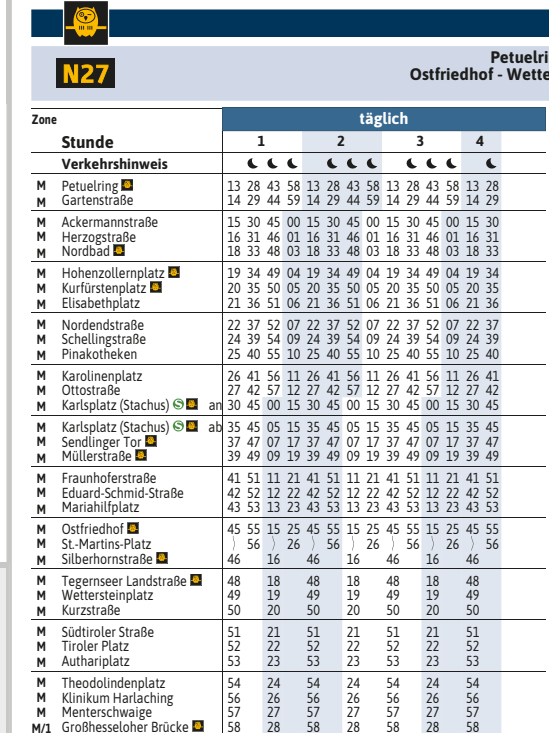 Petuelri
N27
Ostfriedhof - Wette
Zone täglich
Stunde 1 2 3 4
Verkehrshinweis
M Petuelring 13 28 43 58 13 28 43 58 13 28 43 58 13 28
M Gartenstraße 14 29 44 59 14 29 44 59 14 29 44 59 14 29
M Ackermannstraße 15 30 45 00 15 30 45 00 15 30 45 00 15 30
M Herzogstraße 16 31 46 01 16 31 46 01 16 31 46 01 16 31
M Nordbad 18 33 48 03 18 33 48 03 18 33 48 03 18 33
M Hohenzollernplatz 19 34 49 04 19 34 49 04 19 34 49 04 19 34
M Kurfürstenplatz 20 35 50 05 20 35 50 05 20 35 50 05 20 35
M Elisabethplatz 21 36 51 06 21 36 51 06 21 36 51 06 21 36
M Nordendstraße 22 37 52 07 22 37 52 07 22 37 52 07 22 37
M Schellingstraße 24 39 54 09 24 39 54 09 24 39 54 09 24 39
M Pinakotheken 25 40 55 10 25 40 55 10 25 40 55 10 25 40
M Karolinenplatz 26 41 56 11 26 41 56 11 26 41 56 11 26 41
M Ottostraße 27 42 57 12 27 42 57 12 27 42 57 12 27 42
M Karlsplatz (Stachus) S an 30 45 00 15 30 45 00 15 30 45 00 15 30 45
M Karlsplatz (Stachus) S ab 35 45 05 15 35 45 05 15 35 45 05 15 35 45
M Sendlinger Tor 37 47 07 17 37 47 07 17 37 47 07 17 37 47
M Müllerstraße 39 49 09 19 39 49 09 19 39 49 09 19 39 49
M Fraunhoferstraße 41 51 11 21 41 51 11 21 41 51 11 21 41 51
M Eduard-Schmid-Straße 42 52 12 22 42 52 12 22 42 52 12 22 42 52
M Mariahilfplatz 43 53 13 23 43 53 13 23 43 53 13 23 43 53
M Ostfriedhof 45 55 15 25 45 55 15 25 45 55 15 25 45 55
M St.-Martins-Platz 56 26 56 26 56 26 56
M Silberhornstraße 46 16 46 16 46 16 46
M Tegernseer Landstraße 48 18 48 18 48 18 48
M Wettersteinplatz 49 19 49 19 49 19 49
M Kurzstraße 50 20 50 20 50 20 50
M Südtiroler Straße 51 21 51 21 51 21 51
M Tiroler Platz 52 22 52 22 52 22 52
M Authariplatz 53 23 53 23 53 23 53
M Theodolindenplatz 54 24 54 24 54 24 54
M Klinikum Harlaching 56 26 56 26 56 26 56
M Menterschwaige 57 27 57 27 57 27 57
M/1 Großhesseloher Brücke 58 28 58 28 58 28 58